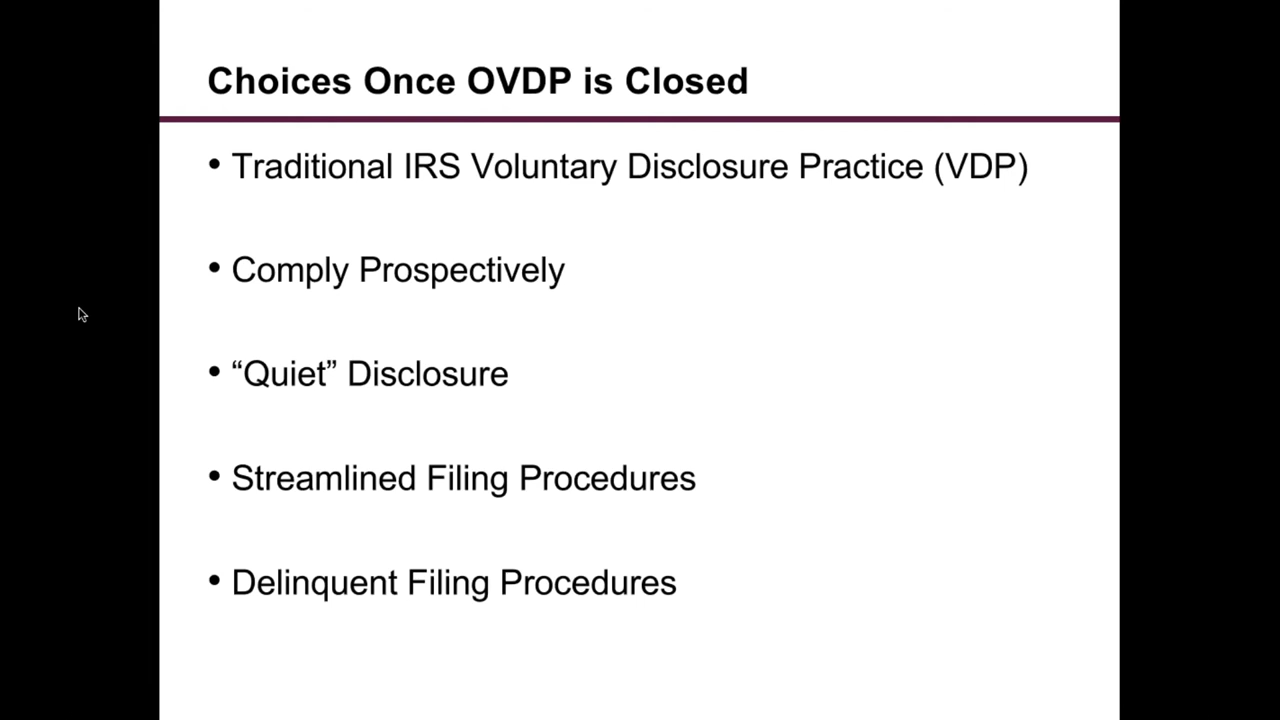 Choices Once OVDP is Closed
• Traditional IRS Voluntary Disclosure Practice (VDP)
• Comply Prospectively
• “Quiet” Disclosure
• Streamlined Filing Procedures
• Delinquent Filing Procedures